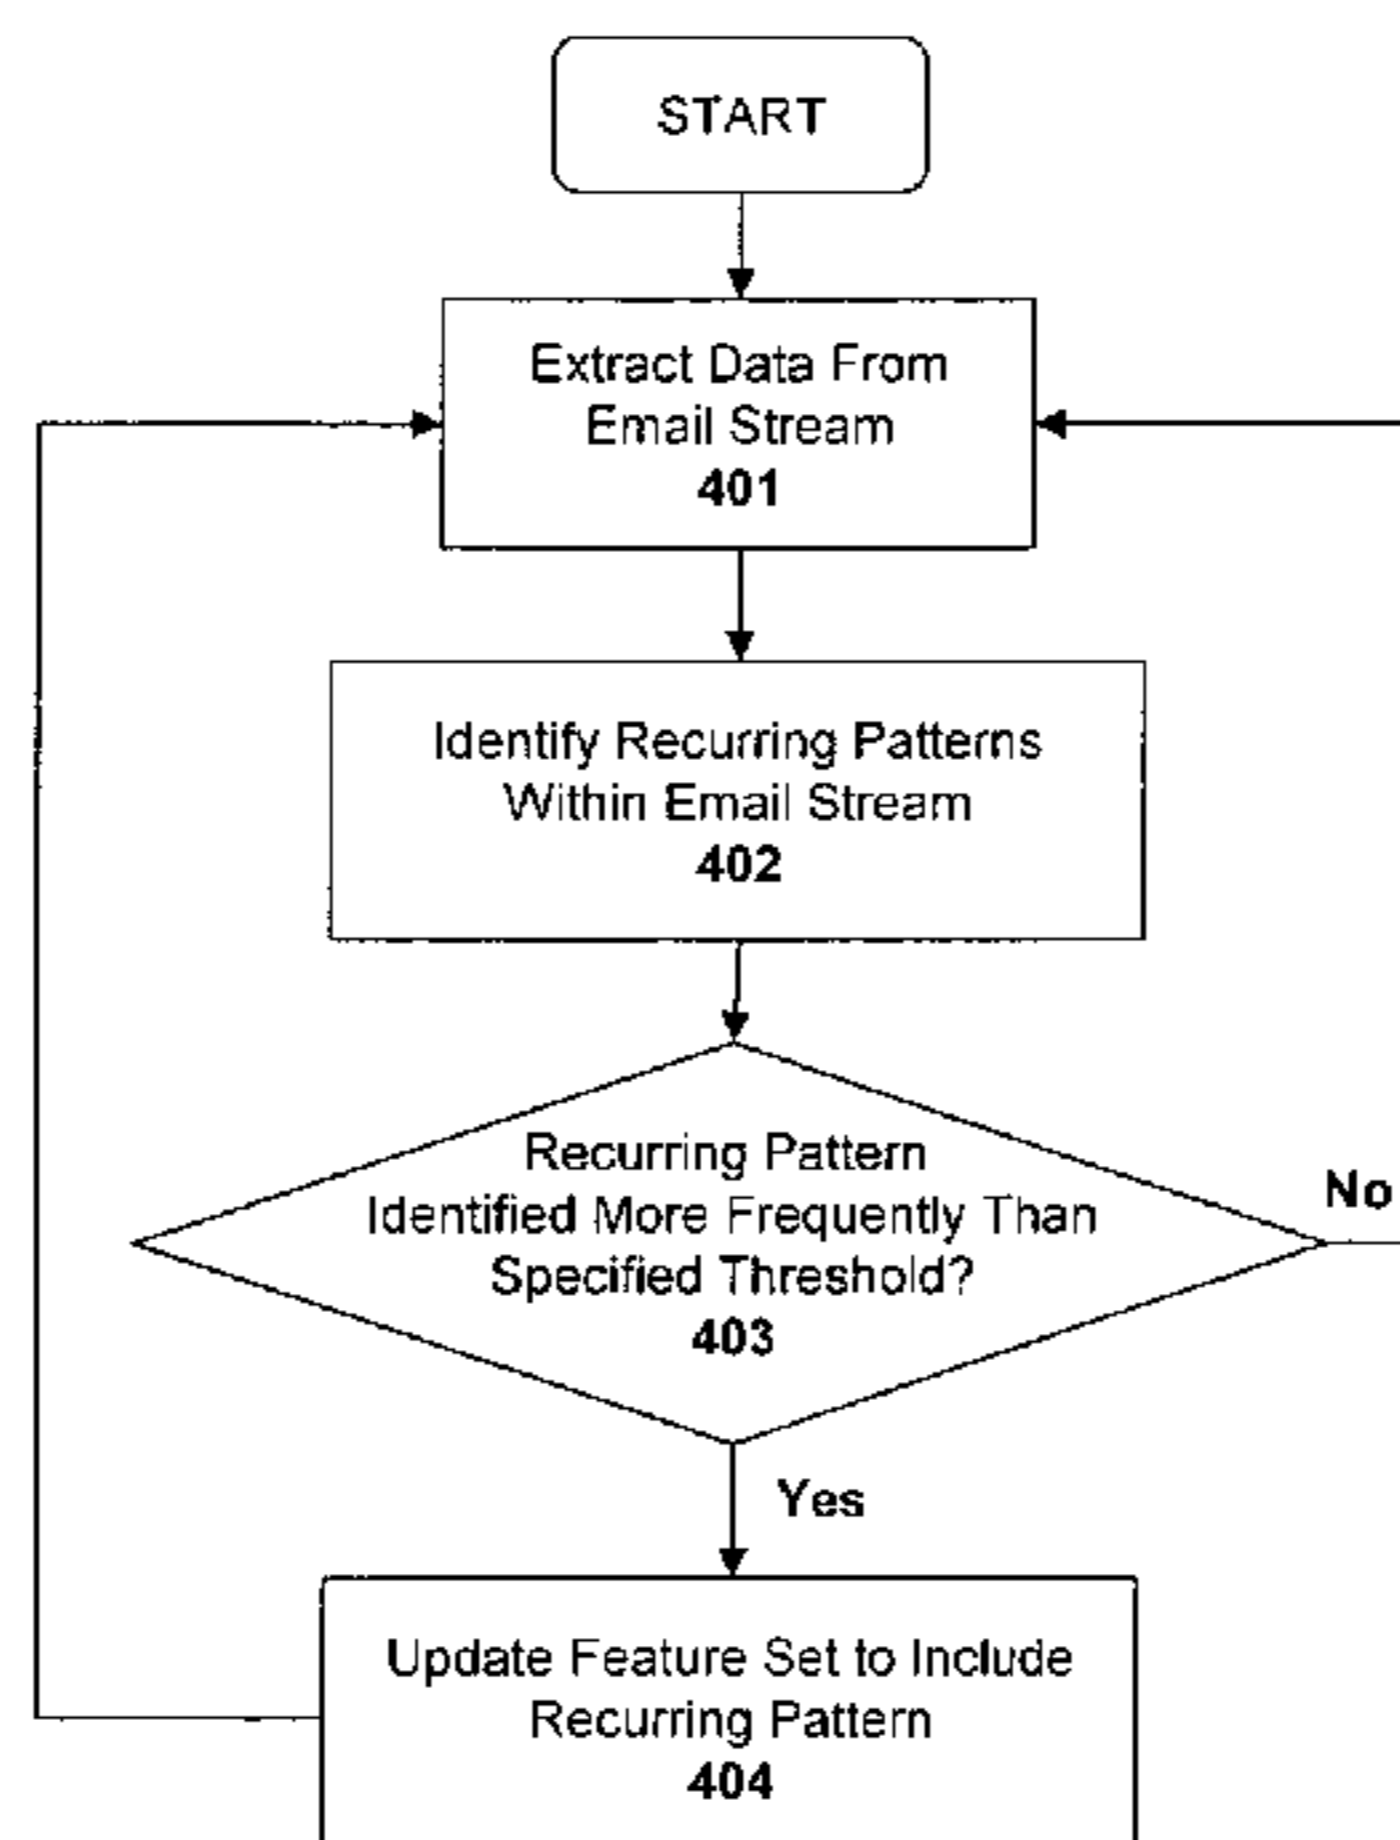 START
Extract Data From
Email Stream
401
Identify Recurring Patterns
Within Email Stream
402
Recurring Pattern
Identified More Frequently Than
Specified Threshold?
403
No
Yes
Update Feature Set to Include
Recurring Pattern
404